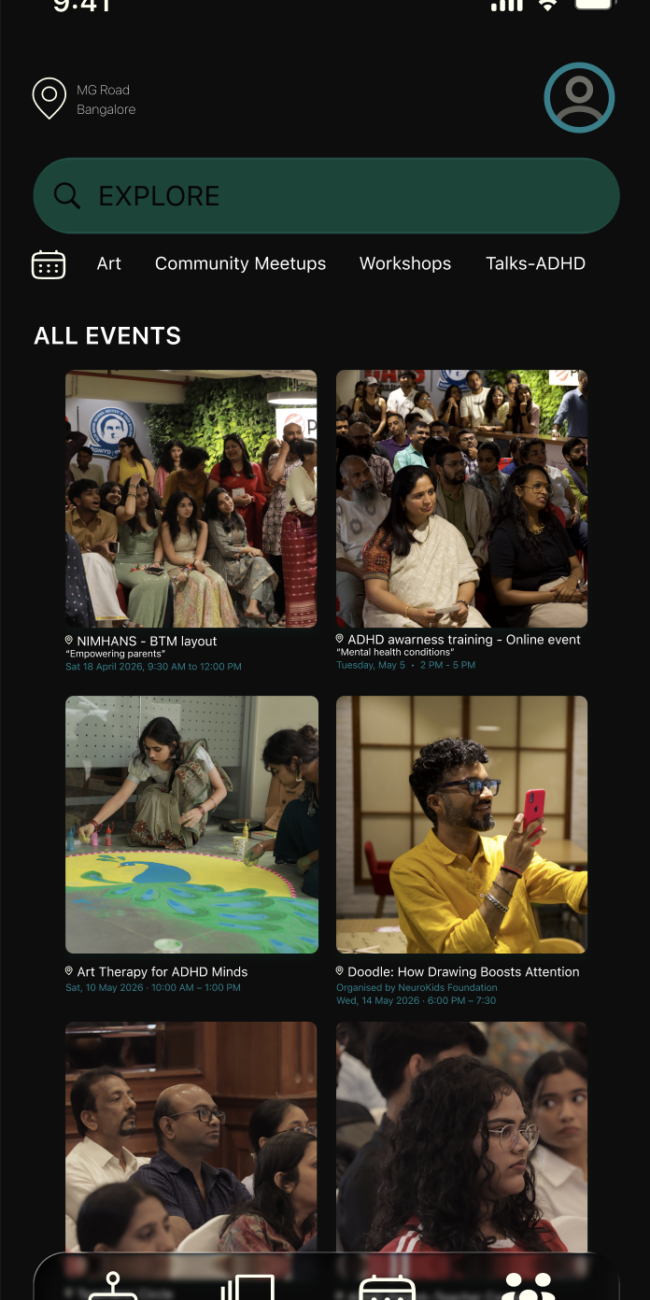 9:41
MG Road
Bangalore
EXPLORE
Art
Community Meetups
Workshops
Talks-ADHD
ALL EVENTS
NIMHANS - BTM layout
“Empowering parents”
Sat 18 April 2026, 9:30 AM to 12:00 PM
ADHD awarness training - Online event
“Mental health conditions”
Tuesday, May 5 • 2 PM - 5 PM
Art Therapy for ADHD Minds
Sat, 10 May 2026 · 10:00 AM – 1:00 PM
Doodle: How Drawing Boosts Attention
Organised by NeuroKids Foundation
Wed, 14 May 2026 · 6:00 PM – 7:30